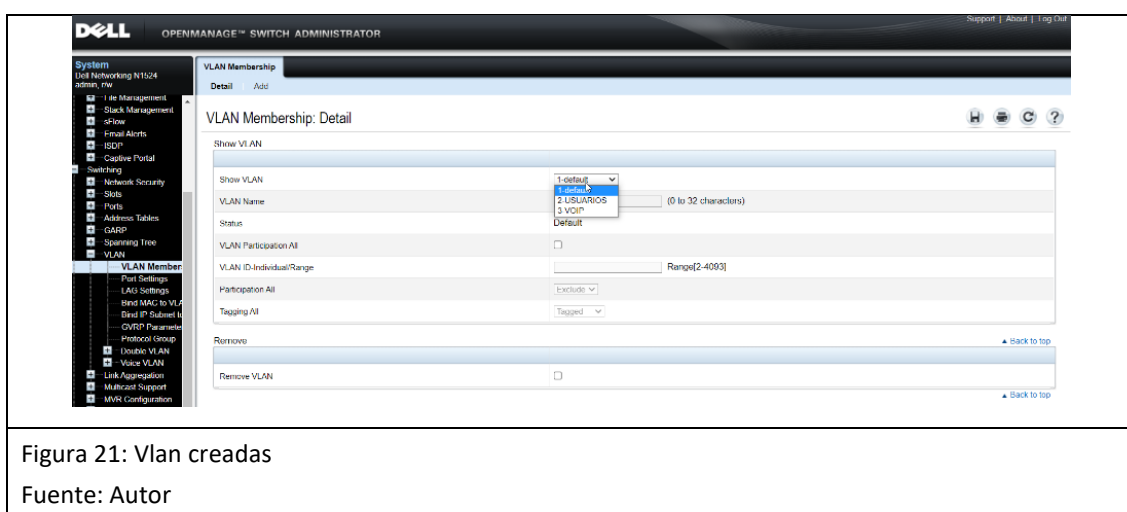 Support | About | Log Out
DELL OPENMANAGE™ SWITCH ADMINISTRATOR
System
Dell Networking N1524
admin, r/w
File Management
Stack Management
sFlow
Email Alerts
ISDP
Captive Portal
Switching
Network Security
Slots
Ports
Address Tables
GARP
Spanning Tree
VLAN
VLAN Member
Port Settings
LAG Settings
Bind MAC to VLA
Bind IP Subnet to
GVRP Paramete
Protocol Group
Double VLAN
Voice VLAN
Link Aggregation
Multicast Support
MVR Configuration
VLAN Membership
Detail Add
VLAN Membership: Detail
Show VLAN
Show VLAN 1-default
1-default
2-USUARIOS
3 VOIP
VLAN Name (0 to 32 characters)
Status Default
VLAN Participation All
VLAN ID-Individual/Range Range[2-4093]
Participation All Exclude
Tagging All Tagged
Remove ▲ Back to top
Remove VLAN
▲ Back to top
Figura 21: Vlan creadas
Fuente: Autor